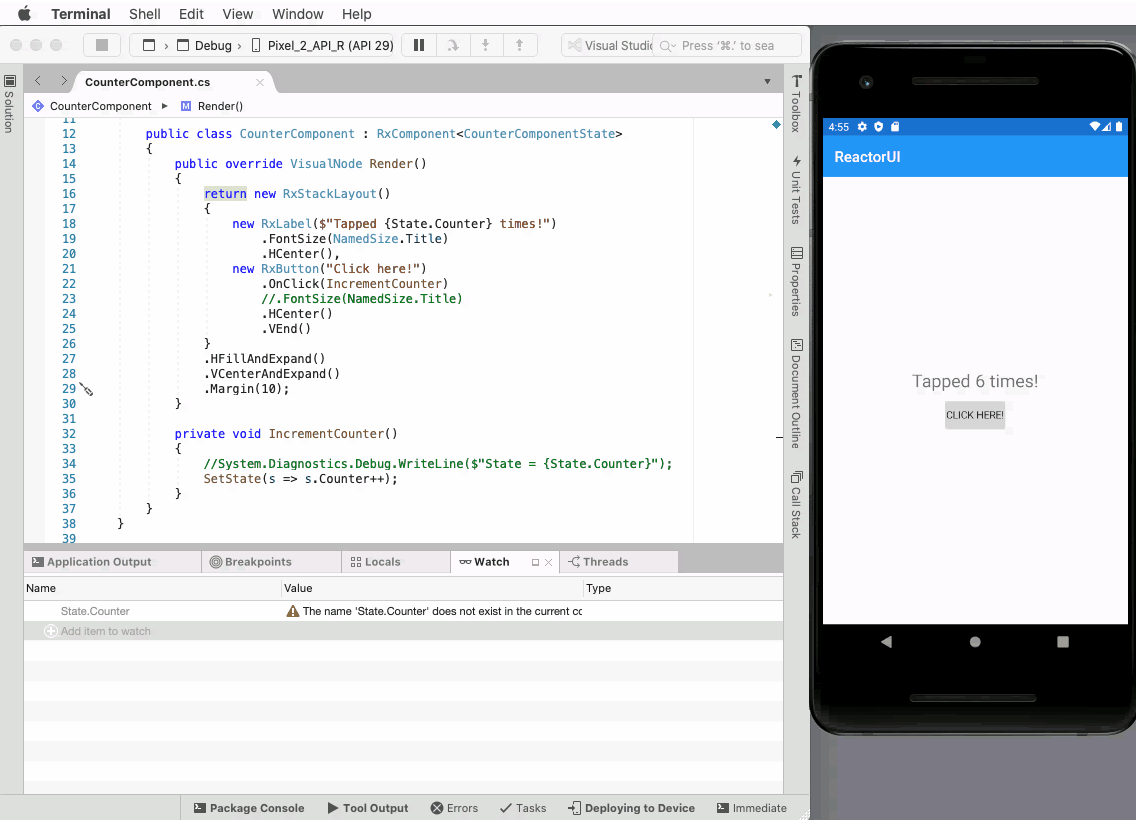 Terminal Shell Edit View Window Help
Debug Pixel_2_API_R (API 29) Visual Studi Press ‘⌘.’ to sea
CounterComponent.cs
CounterComponent M Render()
Solution
11
12 public class CounterComponent : RxComponent<CounterComponentState>
13 {
14 public override VisualNode Render()
15 {
16 return new RxStackLayout()
17 {
18 new RxLabel($"Tapped {State.Counter} times!")
19 .FontSize(NamedSize.Title)
20 .HCenter(),
21 new RxButton("Click here!")
22 .OnClick(IncrementCounter)
23 //.FontSize(NamedSize.Title)
24 .HCenter()
25 .VEnd()
26 }
27 .HFillAndExpand()
28 .VCenterAndExpand()
29 .Margin(10);
30 }
31
32 private void IncrementCounter()
33 {
34 //System.Diagnostics.Debug.WriteLine($"State = {State.Counter}");
35 SetState(s => s.Counter++);
36 }
37 }
38 }
39
Toolbox
Unit Tests
Properties
Document Outline
Call Stack
Application Output Breakpoints Locals Watch Threads
Name Value Type
State.Counter The name 'State.Counter' does not exist in the current cc
Add item to watch
Package Console Tool Output Errors Tasks Deploying to Device Immediate
4:55
ReactorUI
Tapped 6 times!
CLICK HERE!